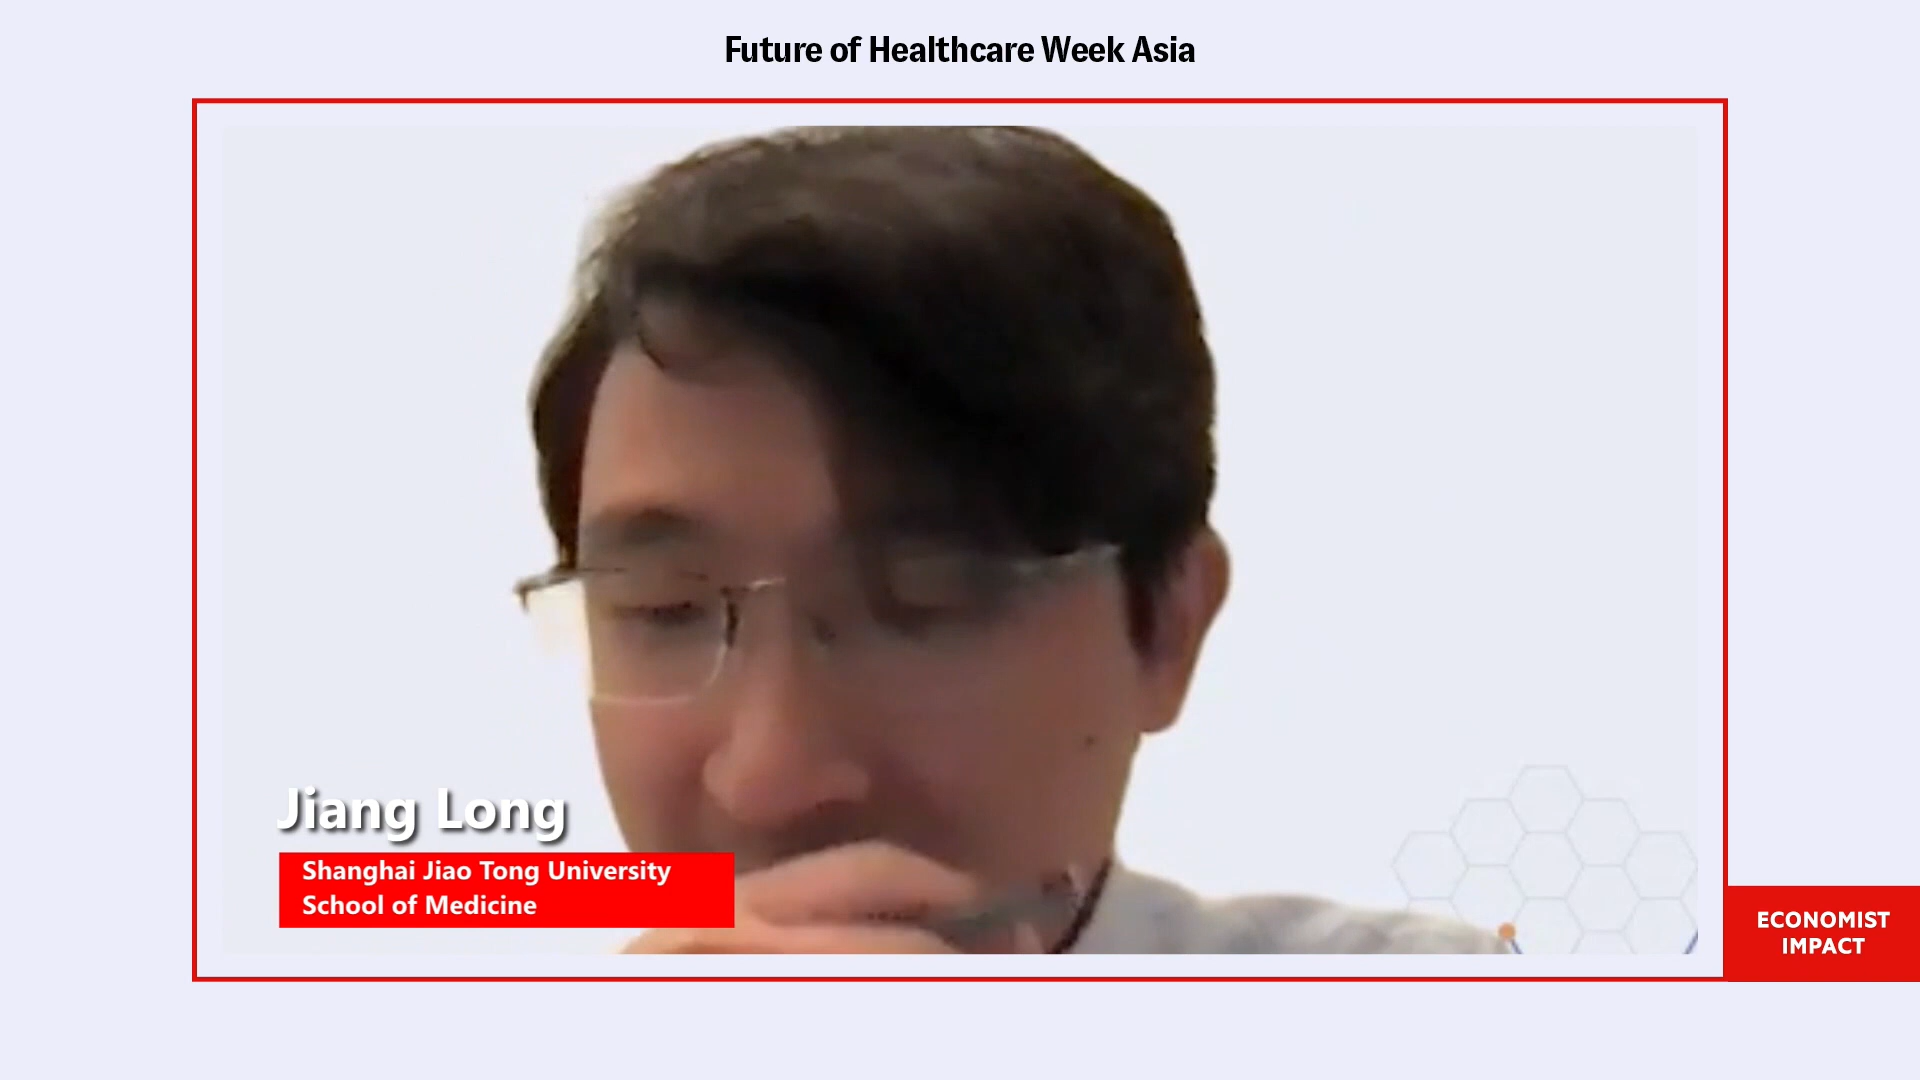 Future of Healthcare Week Asia
Jiang Long
Shanghai Jiao Tong University
School of Medicine
ECONOMIST
IMPACT